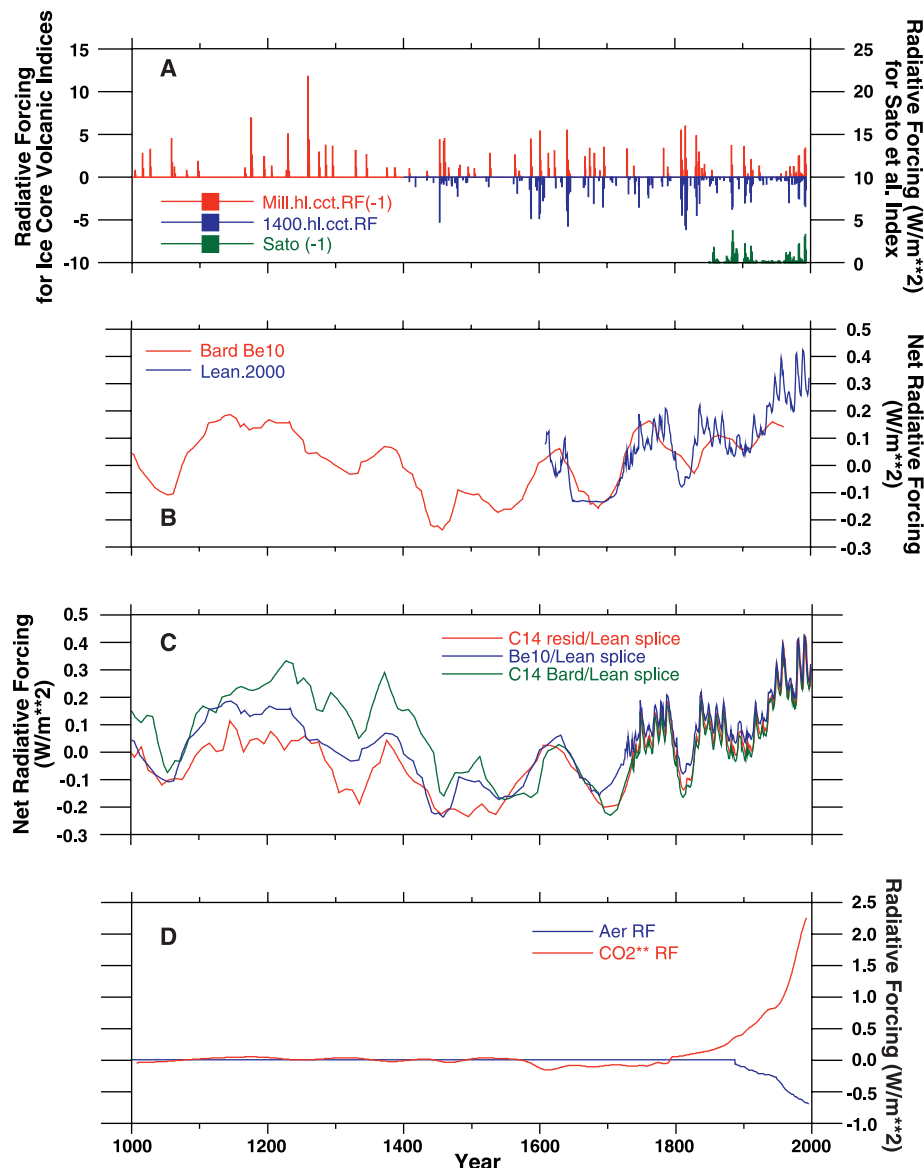 Radiative Forcing
for Ice Core Volcanic Indices
15
10
5
0
-5
-10
A
Mill.hl.cct.RF(-1)
1400.hl.cct.RF
Sato (-1)
25
20
15
10
5
0
Radiative Forcing (W/m**2)
for Sato et al. Index
Bard Be10
Lean.2000
B
0.5
0.4
0.3
0.2
0.1
0.0
-0.1
-0.2
-0.3
Net Radiative Forcing
(W/m**2)
Net Radiative Forcing
(W/m**2)
0.5
0.4
0.3
0.2
0.1
0.0
-0.1
-0.2
-0.3
C
C14 resid/Lean splice
Be10/Lean splice
C14 Bard/Lean splice
D
Aer RF
CO2** RF
2.5
2.0
1.5
1.0
0.5
0.0
-0.5
-1.0
Radiative Forcing (W/m**2)
1000 1200 1400 1600 1800 2000
Year